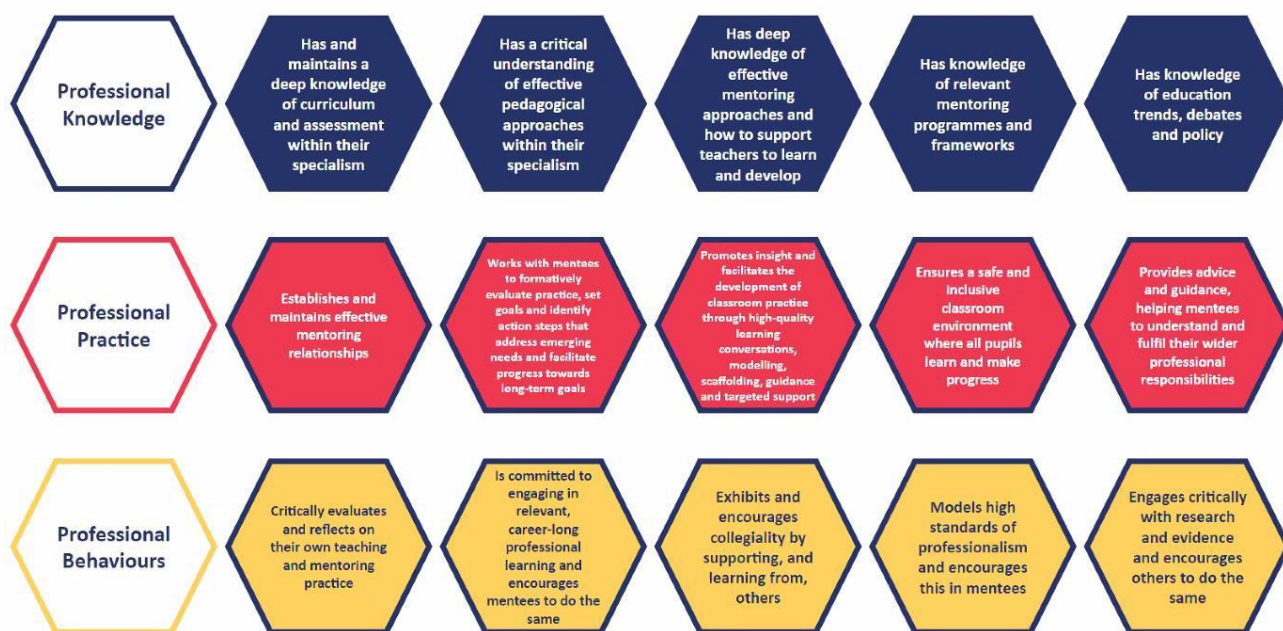 Professional
Knowledge
Has and
maintains a
deep knowledge
of curriculum
and assessment
within their
specialism
Has a critical
understanding
of effective
pedagogical
approaches
within their
specialism
Has deep
knowledge of
effective
mentoring
approaches and
how to support
teachers to learn
and develop
Has knowledge
of relevant
mentoring
programmes and
frameworks
Has knowledge
of education
trends, debates
and policy
Professional
Practice
Establishes and
maintains effective
mentoring
relationships
Works with mentees
to formatively
evaluate practice, set
goals and identify
action steps that
address emerging
needs and facilitate
progress towards
long-term goals
Promotes insight and
facilitates the
development of
classroom practice
through high-quality
learning
conversations,
modelling,
scaffolding, guidance
and targeted support
Ensures a safe and
inclusive
classroom
environment
where all pupils
learn and make
progress
Provides advice
and guidance,
helping mentees
to understand and
fulfil their wider
professional
responsibilities
Professional
Behaviours
Critically evaluates
and reflects on
their own teaching
and mentoring
practice
Is committed to
engaging in
relevant,
career-long
professional
learning and
encourages
mentees to do the
same
Exhibits and
encourages
collegiality by
supporting, and
learning from,
others
Models high
standards of
professionalism
and encourages
this in mentees
Engages critically
with research
and evidence
and encourages
others to do the
same